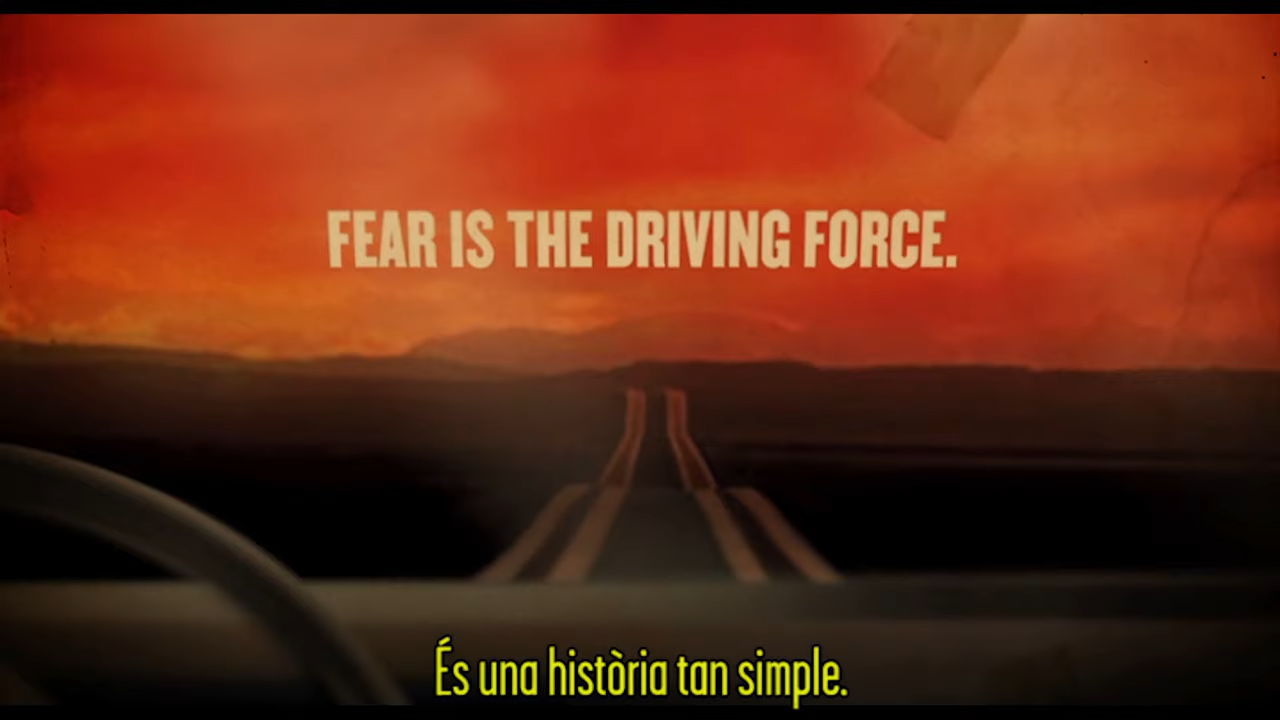 FEAR IS THE DRIVING FORCE.
És una història tan simple.